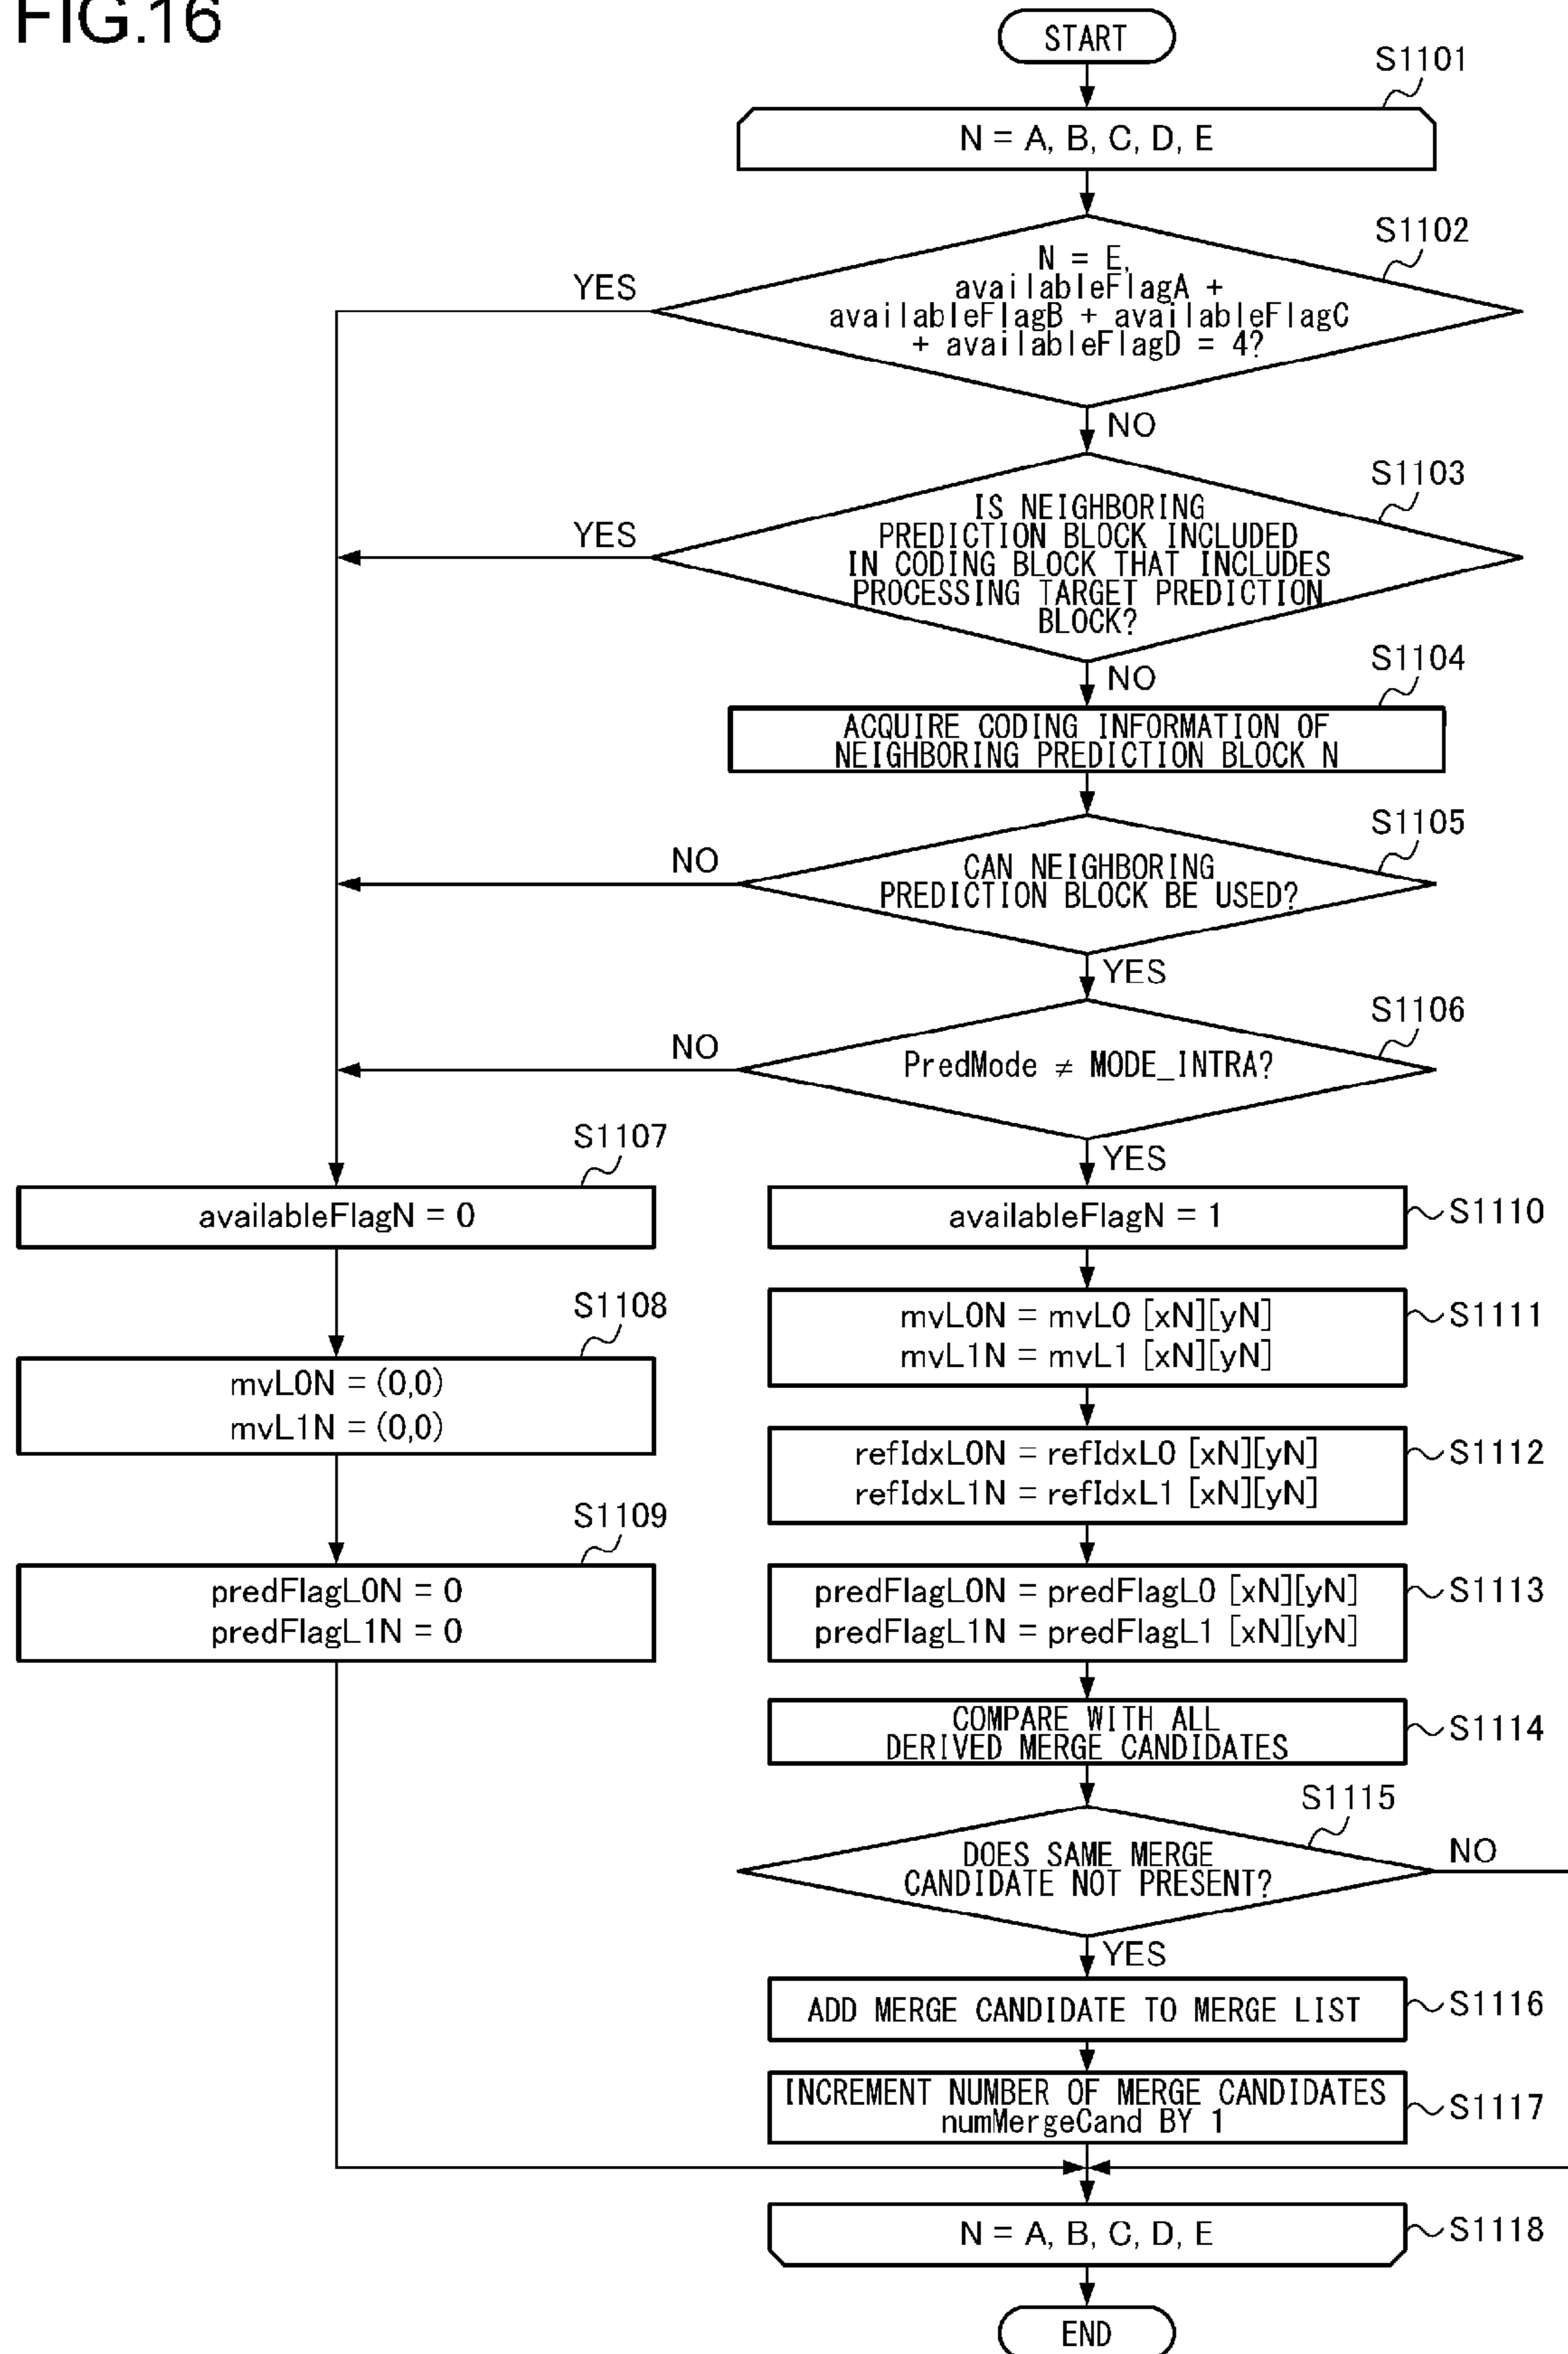 FIG.16
START
S1101
N = A, B, C, D, E
S1102
N = E,
availableFlagA +
availableFlagB + availableFlagC
+ availableFlagD = 4?
YES
NO
S1103
IS NEIGHBORING
PREDICTION BLOCK INCLUDED
IN CODING BLOCK THAT INCLUDES
PROCESSING TARGET PREDICTION
BLOCK?
YES
NO
S1104
ACQUIRE CODING INFORMATION OF
NEIGHBORING PREDICTION BLOCK N
S1105
CAN NEIGHBORING
PREDICTION BLOCK BE USED?
NO
YES
S1106
PredMode ≠ MODE_INTRA?
NO
YES
S1107
availableFlagN = 0
S1108
mvL0N = (0,0)
mvL1N = (0,0)
S1109
predFlagL0N = 0
predFlagL1N = 0
availableFlagN = 1
S1110
mvL0N = mvL0 [xN][yN]
mvL1N = mvL1 [xN][yN]
S1111
refIdxL0N = refIdxL0 [xN][yN]
refIdxL1N = refIdxL1 [xN][yN]
S1112
predFlagL0N = predFlagL0 [xN][yN]
predFlagL1N = predFlagL1 [xN][yN]
S1113
COMPARE WITH ALL
DERIVED MERGE CANDIDATES
S1114
S1115
DOES SAME MERGE
CANDIDATE NOT PRESENT?
NO
YES
ADD MERGE CANDIDATE TO MERGE LIST
S1116
INCREMENT NUMBER OF MERGE CANDIDATES
numMergeCand BY 1
S1117
N = A, B, C, D, E
S1118
END